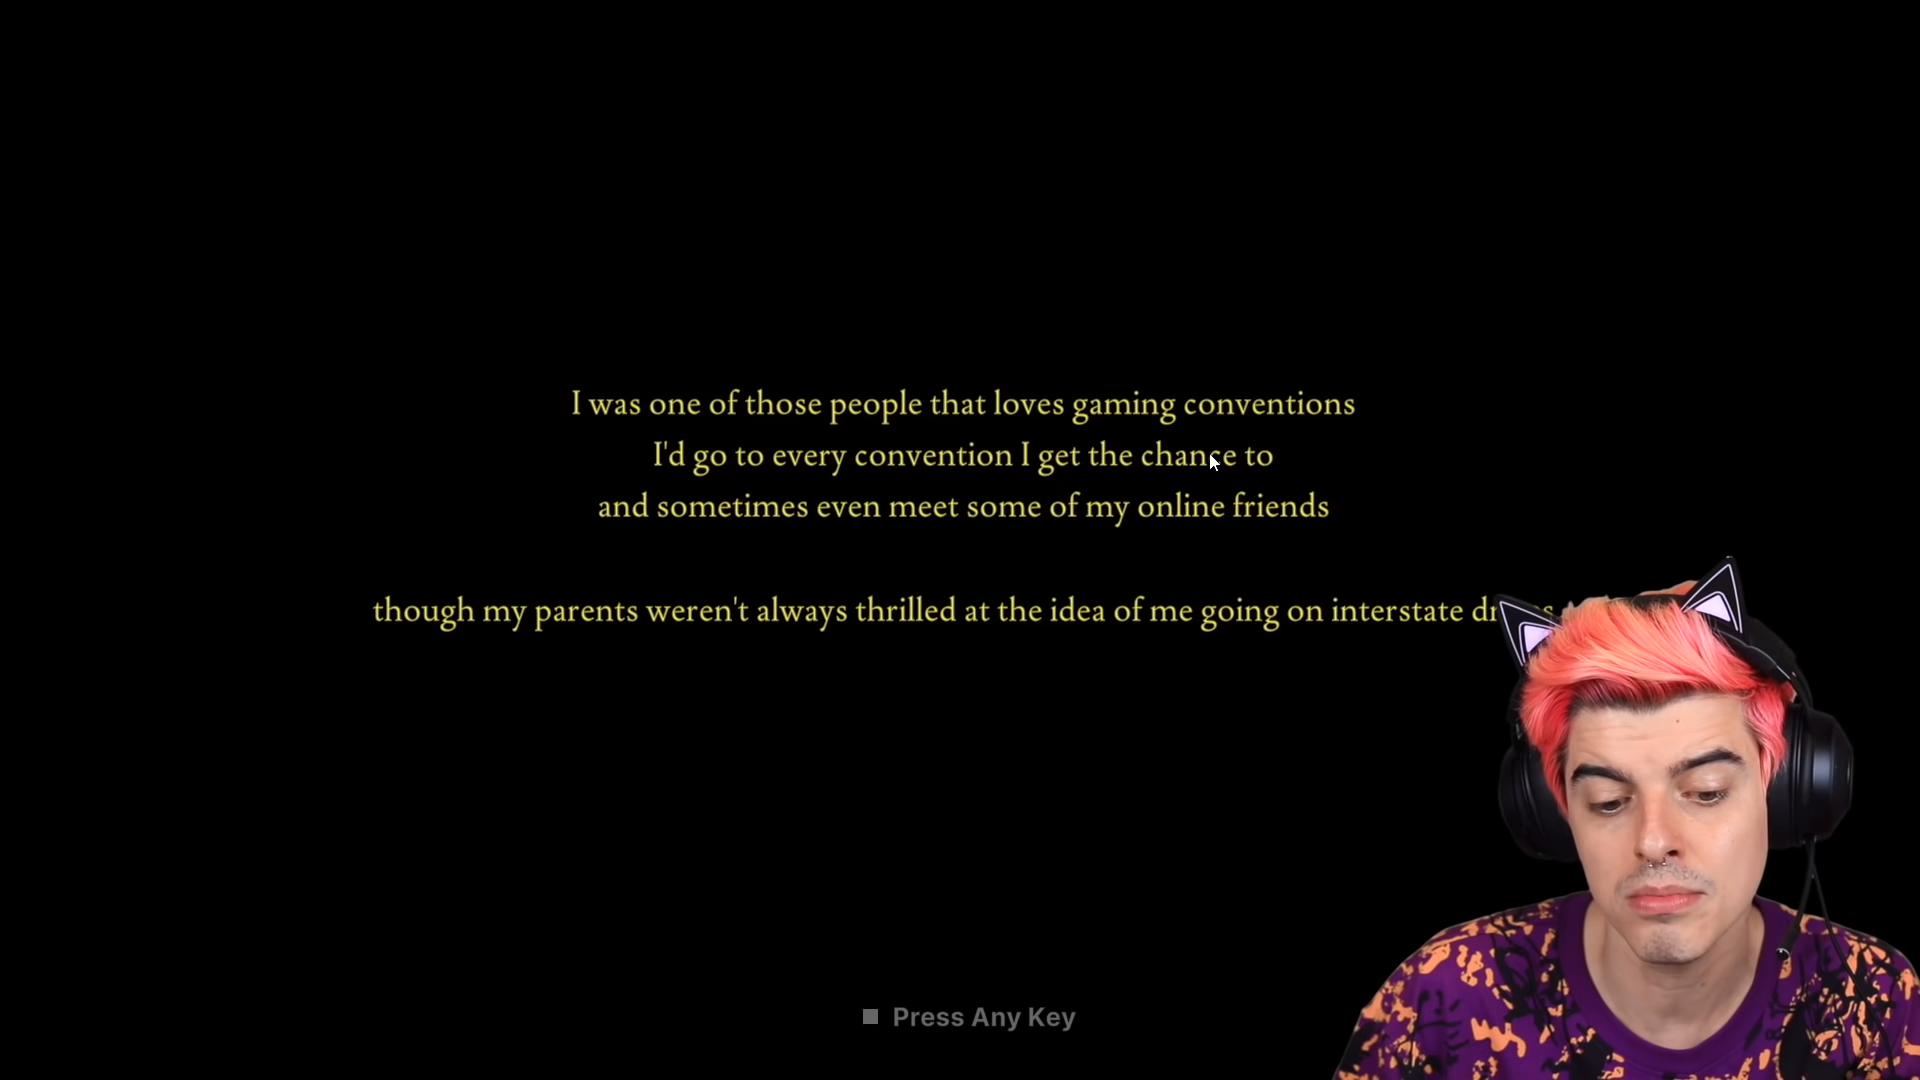 I was one of those people that loves gaming conventions
I'd go to every convention I get the chance to
and sometimes even meet some of my online friends
though my parents weren't always thrilled at the idea of me going on interstate
Press Any Key